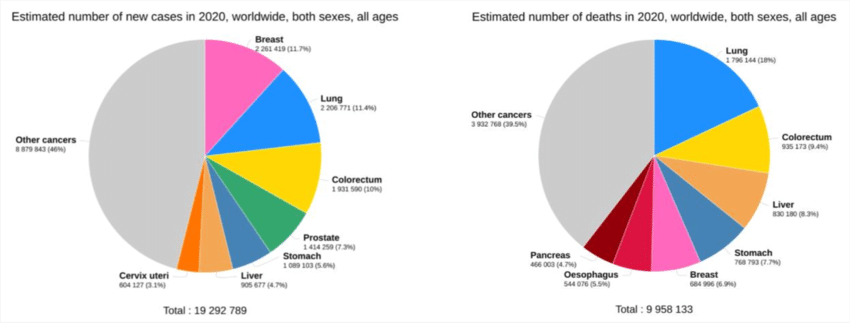 Estimated number of new cases in 2020, worldwide, both sexes, all ages
Breast
2 261 419 (11.7%)
Lung
2 206 771 (11.4%)
Colorectum
1 931 590 (10%)
Prostate
1 414 259 (7.3%)
Stomach
1 089 103 (5.6%)
Liver
905 677 (4.7%)
Cervix uteri
604 127 (3.1%)
Other cancers
8 879 843 (46%)
Total : 19 292 789
Estimated number of deaths in 2020, worldwide, both sexes, all ages
Lung
1 796 144 (18%)
Colorectum
935 173 (9.4%)
Liver
830 180 (8.3%)
Stomach
768 793 (7.7%)
Breast
684 996 (6.9%)
Oesophagus
544 076 (5.5%)
Pancreas
466 003 (4.7%)
Other cancers
3 932 768 (39.5%)
Total : 9 958 133